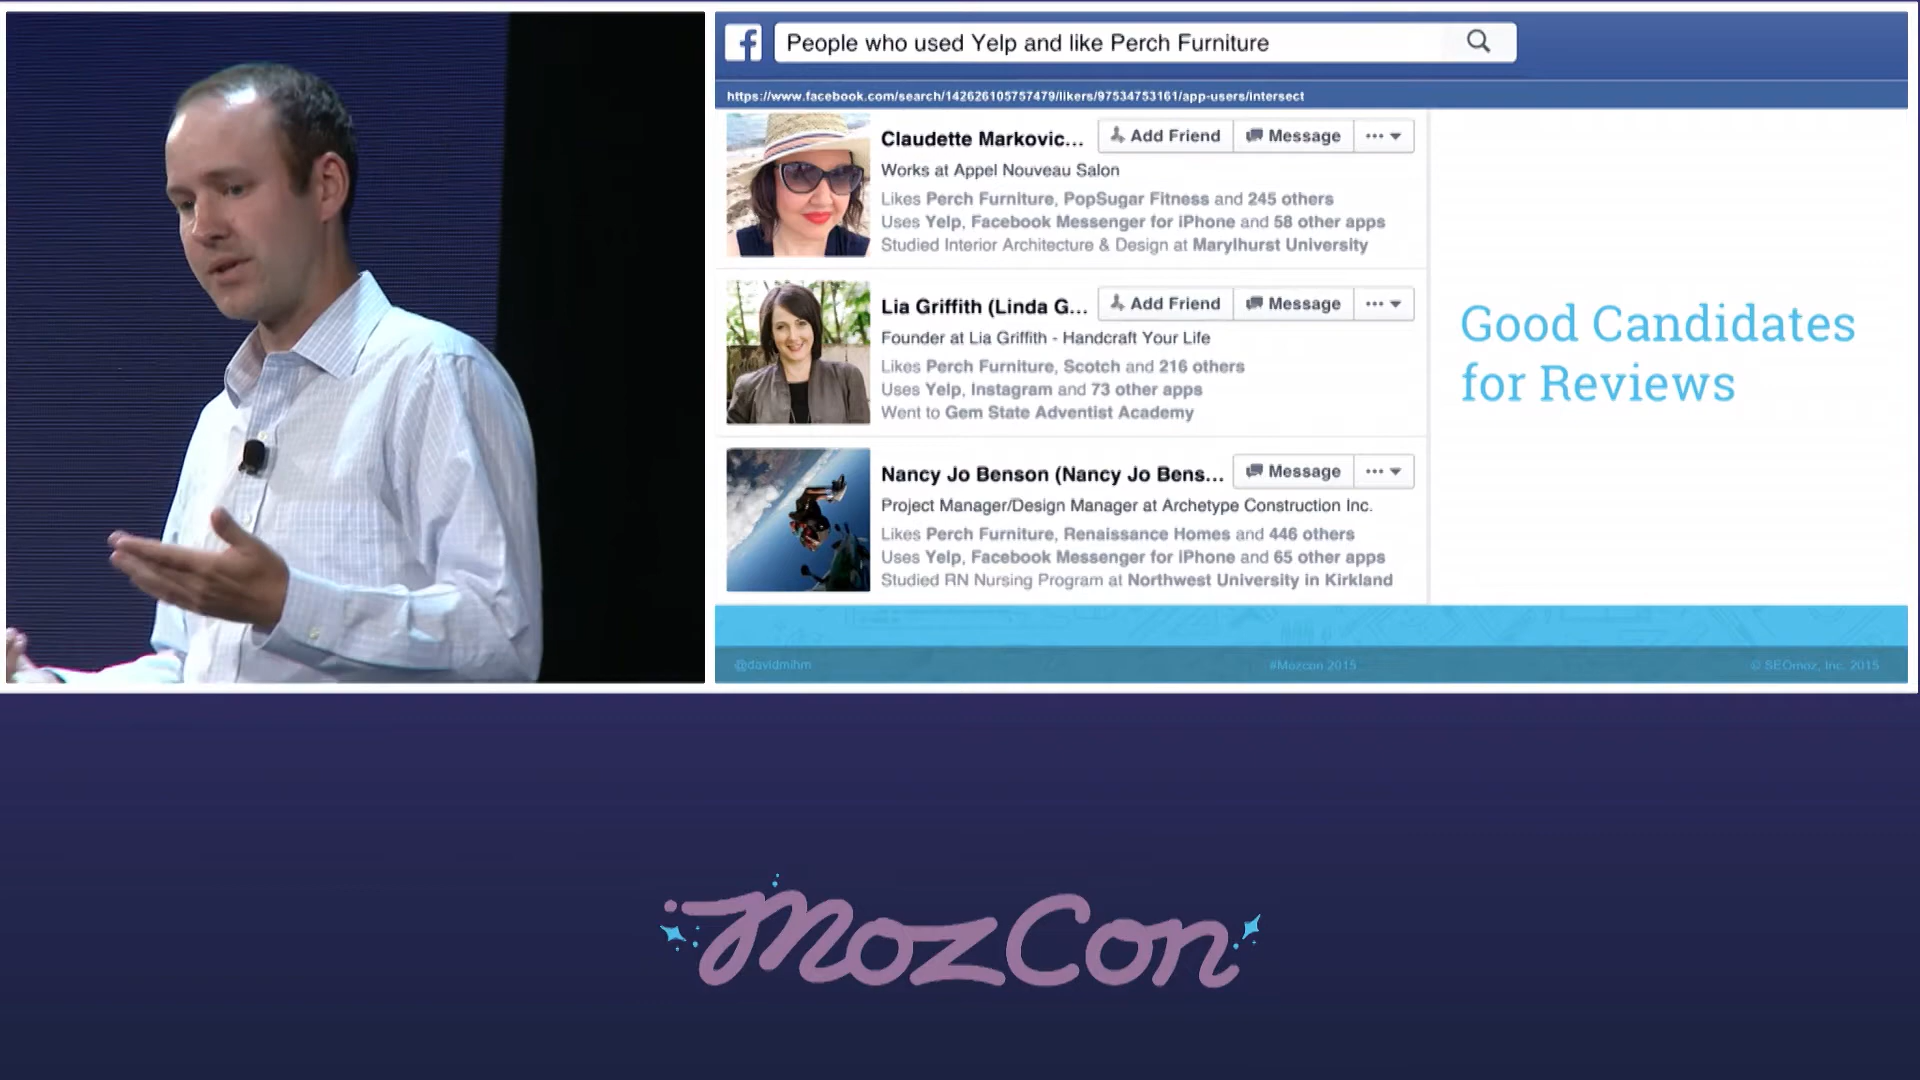 People who used Yelp and like Perch Furniture
https://www.facebook.com/search/142626105757479/likers/97534753161/app-users/intersect
Claudette Markovic... Add Friend Message
Works at Appel Nouveau Salon
Likes Perch Furniture, PopSugar Fitness and 245 others
Uses Yelp, Facebook Messenger for iPhone and 58 other apps
Studied Interior Architecture & Design at Marylhurst University
Lia Griffith (Linda G... Add Friend Message
Founder at Lia Griffith - Handcraft Your Life
Likes Perch Furniture, Scotch and 216 others
Uses Yelp, Instagram and 73 other apps
Went to Gem State Adventist Academy
Nancy Jo Benson (Nancy Jo Bens... Message
Project Manager/Design Manager at Archetype Construction Inc.
Likes Perch Furniture, Renaissance Homes and 446 others
Uses Yelp, Facebook Messenger for iPhone and 65 other apps
Studied RN Nursing Program at Northwest University in Kirkland
Good Candidates
for Reviews
@davidmihm #Mozcon 2015 © SEOmoz, Inc. 2015
MozCon